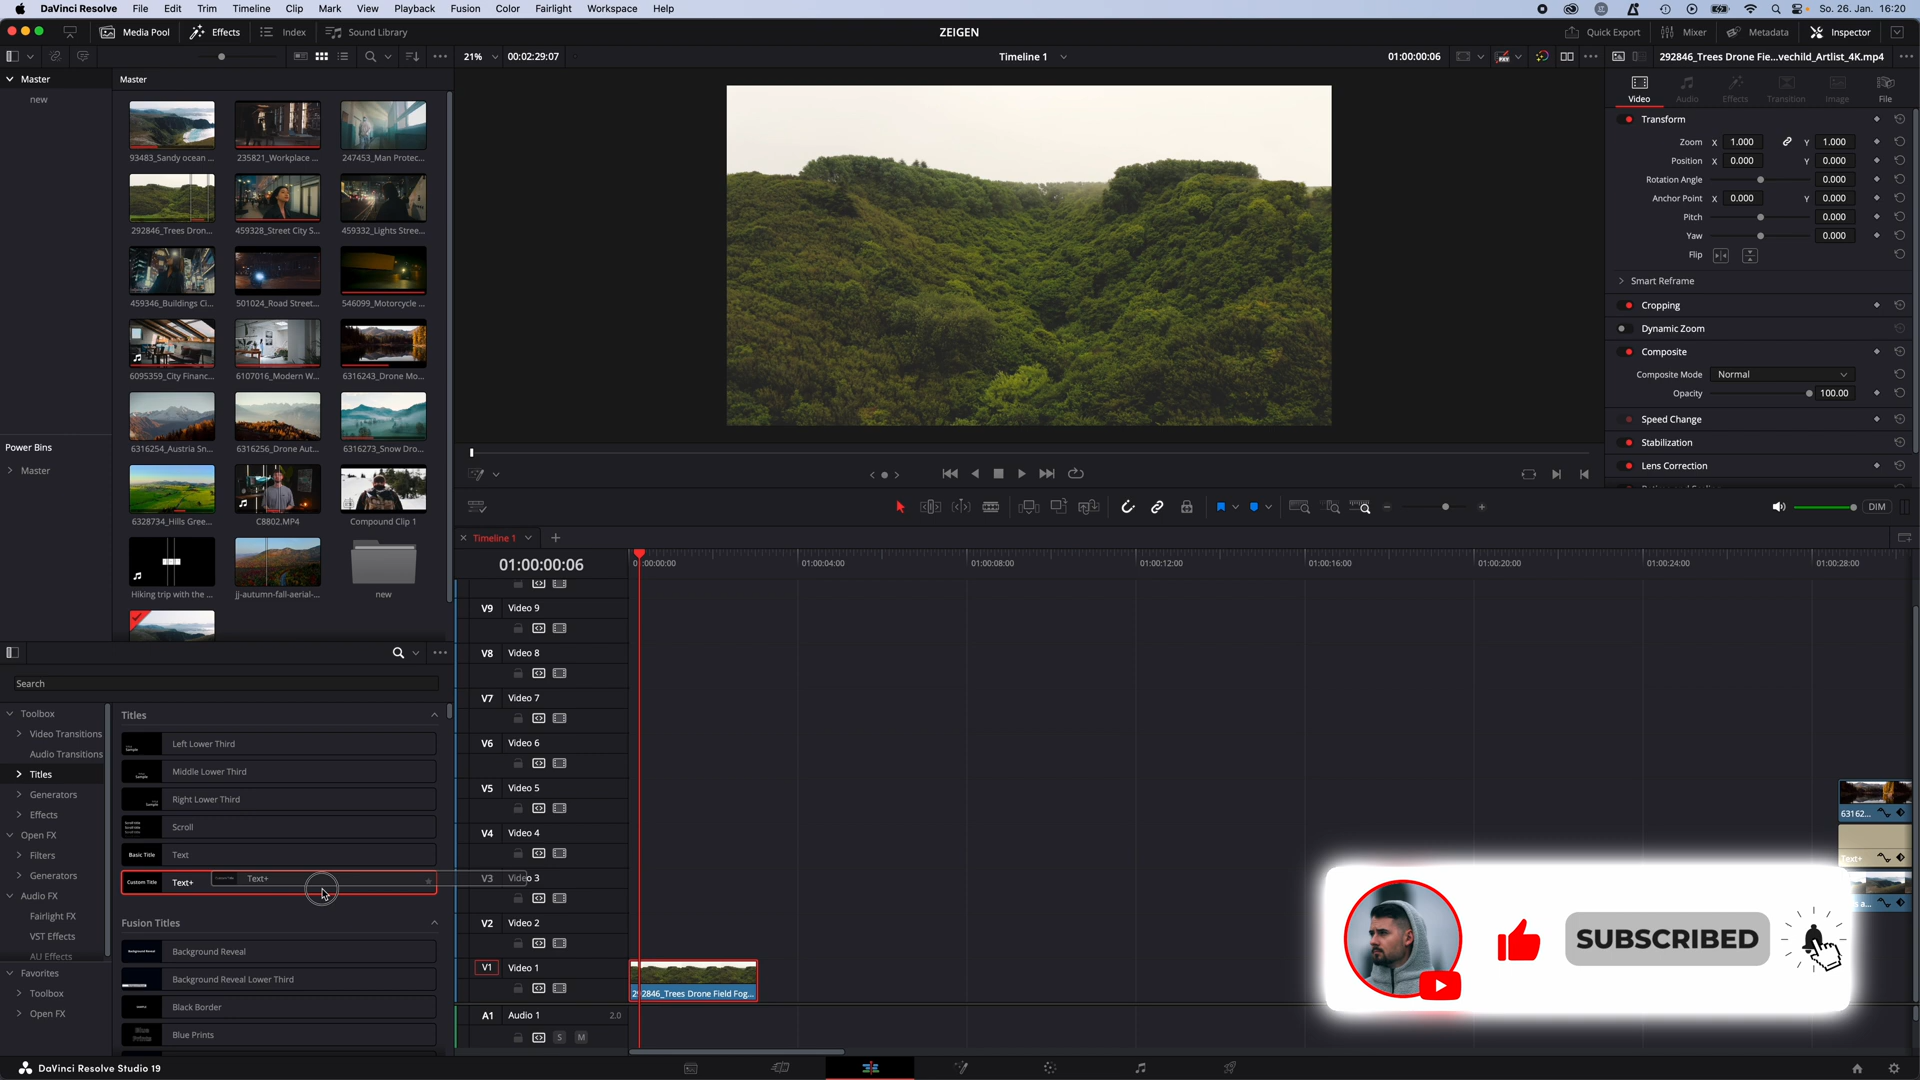 DaVinci Resolve File Edit Trim Timeline Clip Mark View Playback Fusion Color Fairlight Workspace Help So. 26. Jan. 16:20
Media Pool Effects Index Sound Library ZEIGEN Quick Export Mixer Metadata Inspector
21% 00:02:29:07 Timeline 1 01:00:00:06 292846_Trees Drone Fie...vechild_Artlist_4K.mp4
Master Master
new
93483_Sandy ocean ... 235821_Workplace ... 247453_Man Protec...
292846_Trees Dron... 459328_Street City S... 459332_Lights Stree...
459346_Buildings Ci... 501024_Road Street... 546099_Motorcycle ...
6095359_City Financ... 6107016_Modern W... 6316243_Drone Mo...
6316254_Austria Sn... 6316256_Drone Aut... 6316273_Snow Dro...
6328734_Hills Gree... C8802.MP4 Compound Clip 1
Hiking trip with the ... jj-autumn-fall-aerial-... new
Power Bins
Master
Video Audio Effects Transition Image File
Transform
Zoom X 1.000 Y 1.000
Position X 0.000 Y 0.000
Rotation Angle 0.000
Anchor Point X 0.000 Y 0.000
Pitch 0.000
Yaw 0.000
Flip
Smart Reframe
Cropping
Dynamic Zoom
Composite
Composite Mode Normal
Opacity 100.00
Speed Change
Stabilization
Lens Correction
DIM
Timeline 1
01:00:00:06 01:00:04:00 01:00:08:00 01:00:12:00 01:00:16:00 01:00:20:00 01:00:24:00 01:00:28:00
V9 Video 9
V8 Video 8
V7 Video 7
V6 Video 6
V5 Video 5
V4 Video 4
V3 Video 3
V2 Video 2
V1 Video 1
292846_Trees Drone Field Fog...
A1 Audio 1 2.0
S M
63162...
Text+
Search
Toolbox
Video Transitions
Audio Transitions
Titles
Generators
Effects
Open FX
Filters
Generators
Audio FX
Fairlight FX
VST Effects
AU Effects
Favorites
Toolbox
Open FX
Titles
Left Lower Third
Middle Lower Third
Right Lower Third
Scroll
Basic Title Text
Custom Title Text+ Text+
Fusion Titles
Background Reveal
Background Reveal Lower Third
Black Border
Blue Prints Blue Prints
SUBSCRIBED
DaVinci Resolve Studio 19